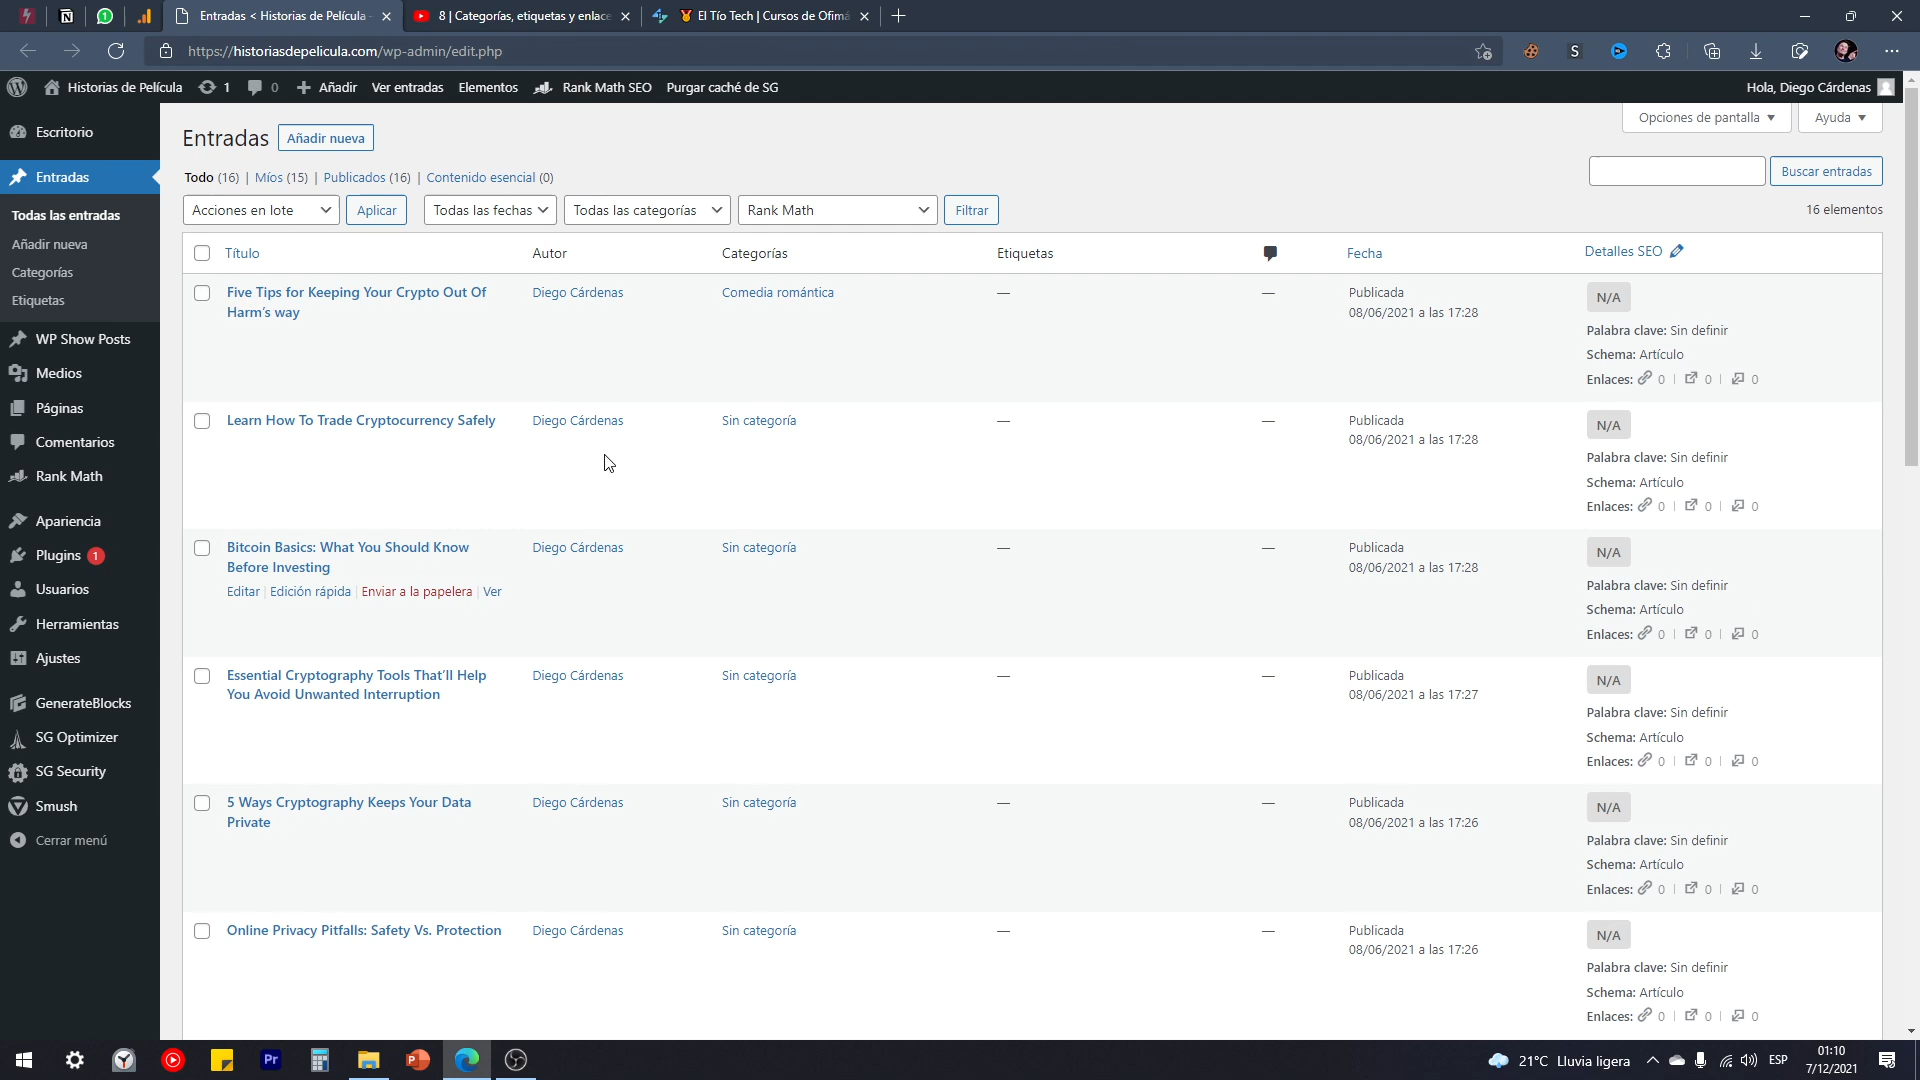 Entradas < Historias de Película -
8 | Categorías, etiquetas y enlace
El Tío Tech | Cursos de Ofimá
https://historiasdepelicula.com/wp-admin/edit.php
Historias de Película
1
0
Añadir
Ver entradas
Elementos
Rank Math SEO
Purgar caché de SG
Hola, Diego Cárdenas
Escritorio
Entradas
Todas las entradas
Añadir nueva
Categorías
Etiquetas
WP Show Posts
Medios
Páginas
Comentarios
Rank Math
Apariencia
Plugins 1
Usuarios
Herramientas
Ajustes
GenerateBlocks
SG Optimizer
SG Security
Smush
Cerrar menú
Opciones de pantalla
Ayuda
Entradas
Añadir nueva
Todo (16) | Míos (15) | Publicados (16) | Contenido esencial (0)
Buscar entradas
Acciones en lote
Aplicar
Todas las fechas
Todas las categorías
Rank Math
Filtrar
16 elementos
Título
Autor
Categorías
Etiquetas
Fecha
Detalles SEO
Five Tips for Keeping Your Crypto Out Of
Harm's way
Diego Cárdenas
Comedia romántica
—
—
Publicada
08/06/2021 a las 17:28
N/A
Palabra clave: Sin definir
Schema: Artículo
Enlaces: 0 | 0 | 0
Learn How To Trade Cryptocurrency Safely
Diego Cárdenas
Sin categoría
—
—
Publicada
08/06/2021 a las 17:28
N/A
Palabra clave: Sin definir
Schema: Artículo
Enlaces: 0 | 0 | 0
Bitcoin Basics: What You Should Know
Before Investing
Editar | Edición rápida | Enviar a la papelera | Ver
Diego Cárdenas
Sin categoría
—
—
Publicada
08/06/2021 a las 17:28
N/A
Palabra clave: Sin definir
Schema: Artículo
Enlaces: 0 | 0 | 0
Essential Cryptography Tools That'll Help
You Avoid Unwanted Interruption
Diego Cárdenas
Sin categoría
—
—
Publicada
08/06/2021 a las 17:27
N/A
Palabra clave: Sin definir
Schema: Artículo
Enlaces: 0 | 0 | 0
5 Ways Cryptography Keeps Your Data
Private
Diego Cárdenas
Sin categoría
—
—
Publicada
08/06/2021 a las 17:26
N/A
Palabra clave: Sin definir
Schema: Artículo
Enlaces: 0 | 0 | 0
Online Privacy Pitfalls: Safety Vs. Protection
Diego Cárdenas
Sin categoría
—
—
Publicada
08/06/2021 a las 17:26
N/A
Palabra clave: Sin definir
Schema: Artículo
Enlaces: 0 | 0 | 0
Pr
21°C Lluvia ligera
ESP
01:10
7/12/2021